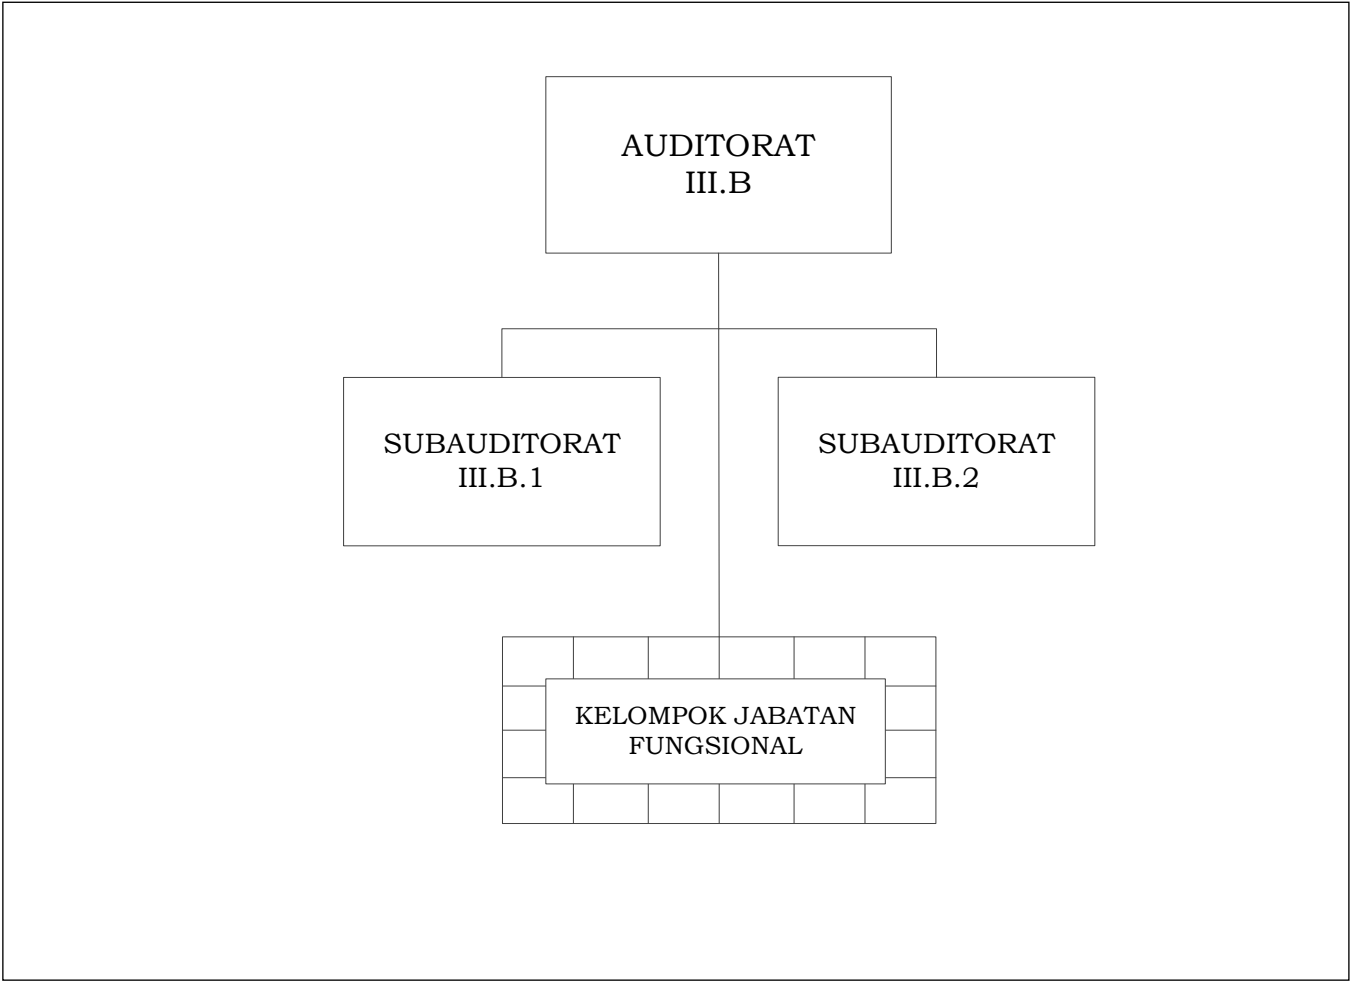 AUDITORAT
III.B
SUBAUDITORAT
III.B.1
SUBAUDITORAT
III.B.2
KELOMPOK JABATAN
FUNGSIONAL